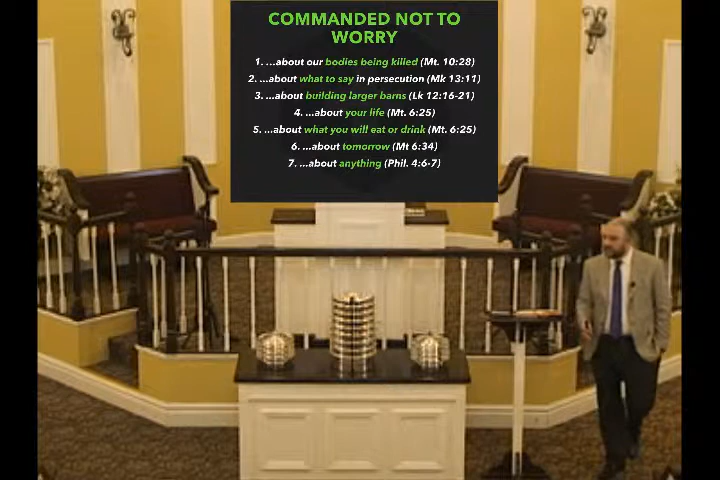 COMMANDED NOT TO
WORRY
1. ...about our bodies being killed (Mt. 10:28)
2. ...about what to say in persecution (Mk 13:11)
3. ...about building larger barns (Lk 12:16-21)
4. ...about your life (Mt. 6:25)
5. ...about what you will eat or drink (Mt. 6:25)
6. ...about tomorrow (Mt 6:34)
7. ...about anything (Phil. 4:6-7)